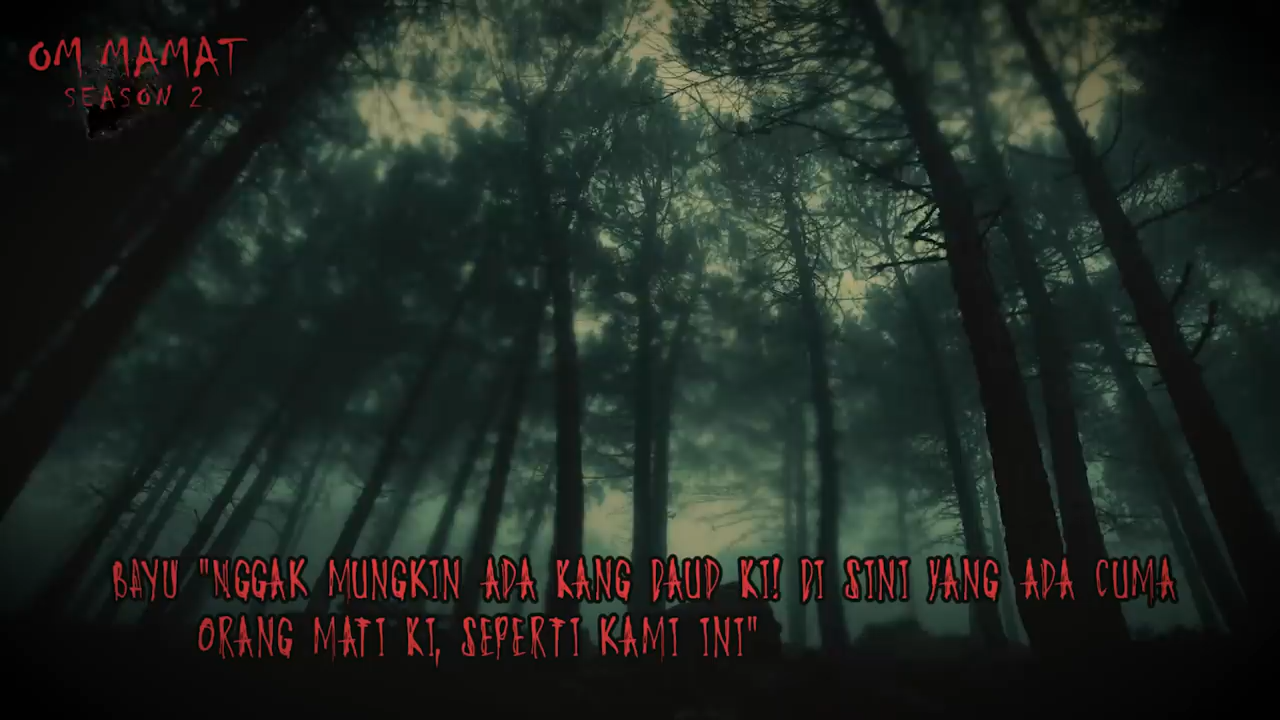 OM MAMAT
SEASON 2
BAYU "NGGAK MUNGKIN ADA KANG DAUD KI! DI SINI YANG ADA CUMA
ORANG MATI KI, SEPERTI KAMI INI"